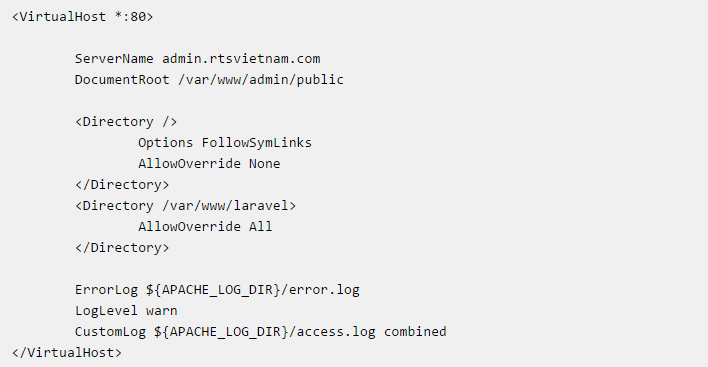 <VirtualHost *:80>
ServerName admin.rtsvietnam.com
DocumentRoot /var/www/admin/public
<Directory />
Options FollowSymLinks
AllowOverride None
</Directory>
<Directory /var/www/laravel>
AllowOverride All
</Directory>
ErrorLog ${APACHE_LOG_DIR}/error.log
LogLevel warn
CustomLog ${APACHE_LOG_DIR}/access.log combined
</VirtualHost>